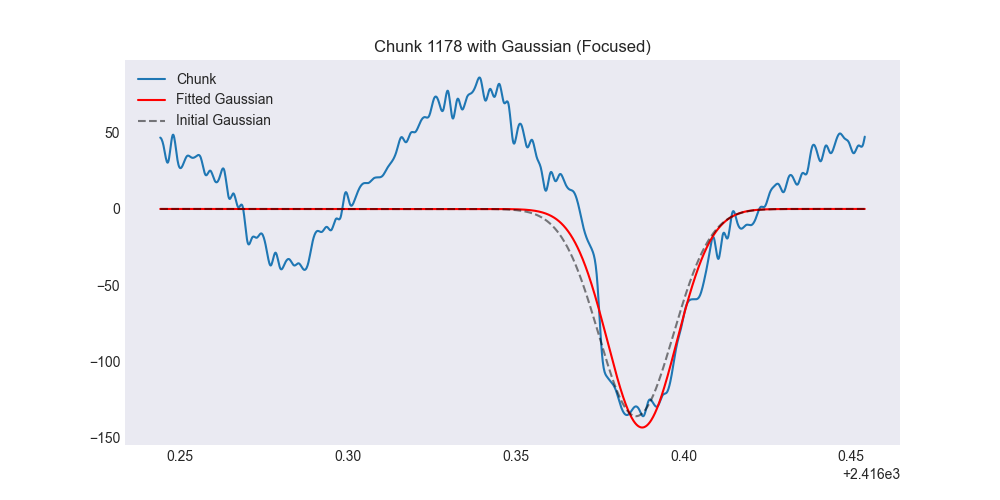 Chunk 1178 with Gaussian (Focused)
Chunk
Fitted Gaussian
Initial Gaussian
50
0
−50
−100
−150
0.25 0.30 0.35 0.40 0.45
+2.416e3